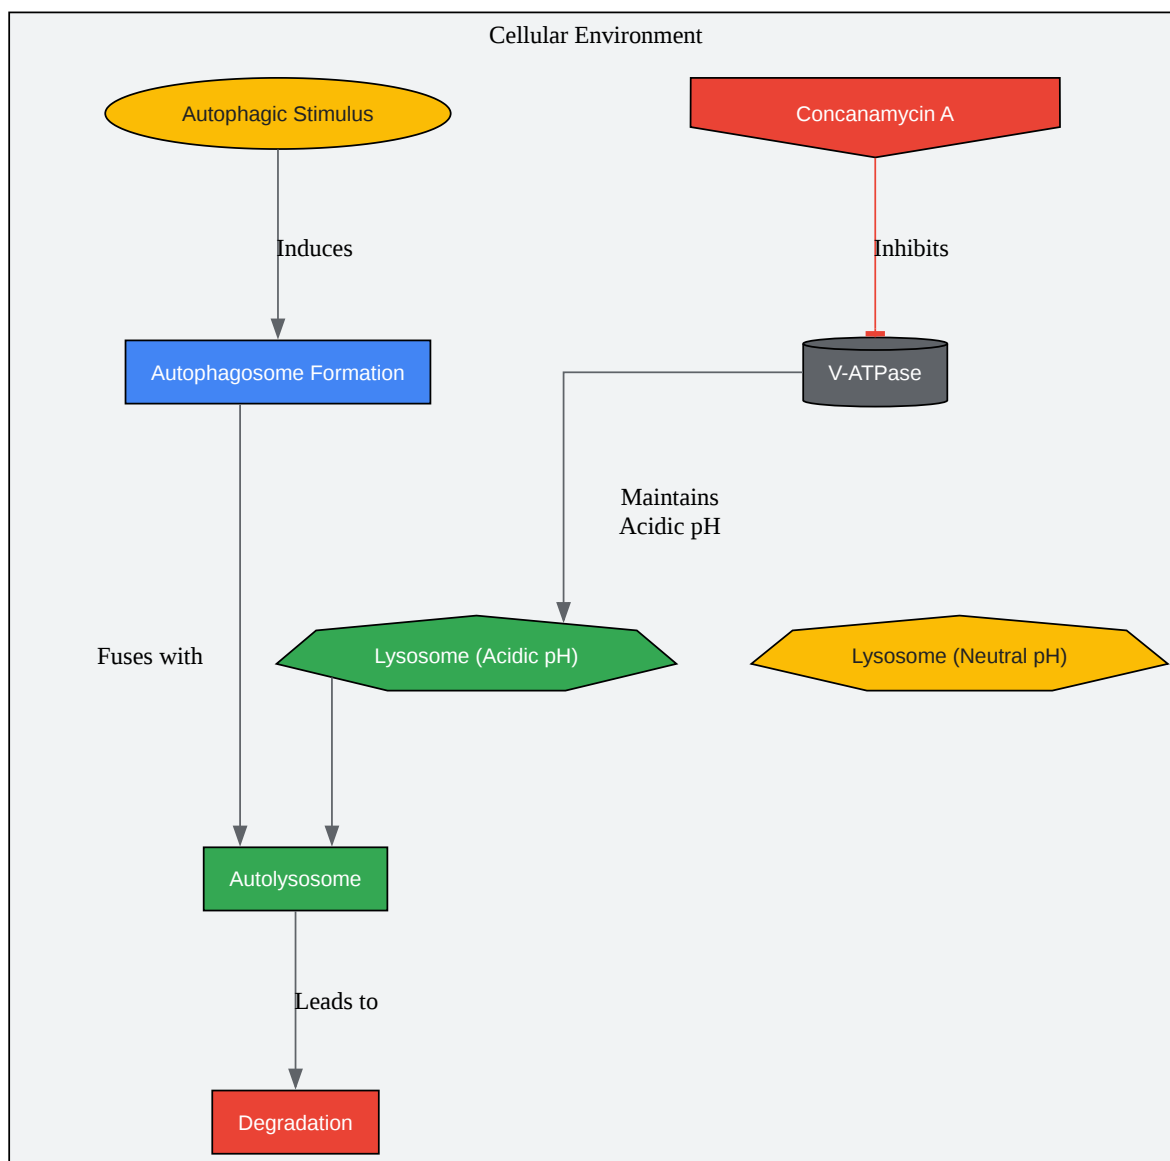 Cellular Environment
Autophagic Stimulus
Concanamycin A
Induces
Inhibits
Autophagosome Formation
V-ATPase
Maintains
Acidic pH
Fuses with
Lysosome (Acidic pH)
Lysosome (Neutral pH)
Autolysosome
Leads to
Degradation